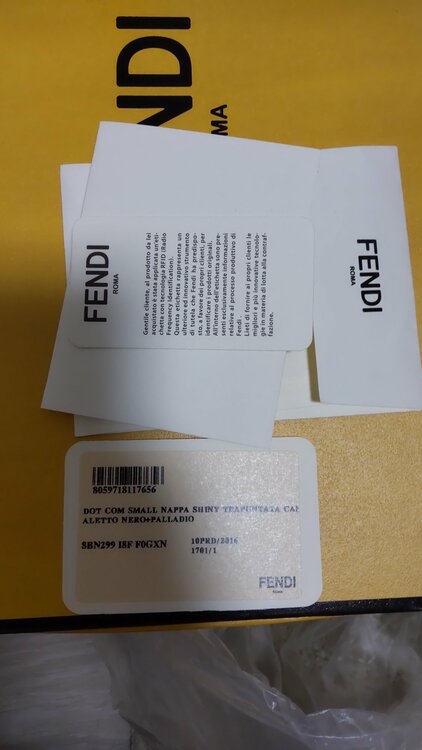 FENDI
ROMA
FENDI
ROMA
FENDI
ROMA
Gentile cliente, al prodotto da lei
acquistato è stata applicata un'eti-
chetta con tecnologia RFID (Radio
Frequency Identification).
Questa etichetta rappresenta un
ulteriore ed innovativo strumento
di tutela che Fendi ha predispo-
sto, a favore dei propri clienti, per
identificare i prodotti originali.
All'interno dell'etichetta sono pre-
senti esclusivamente informazioni
relative al processo produttivo di
Fendi.
Lieti di fornire ai propri clienti le
migliori e più innovative tecnolo-
gie in materia di lotta alla contraf-
fazione.
8059718117656
DOT COM SMALL NAPPA SHINY TRAPUNTATA CAN
ALETTO NERO+PALLADIO
8BN299 I8F F0GXN
10PRD/2816
1701/1
FENDI
ROMA